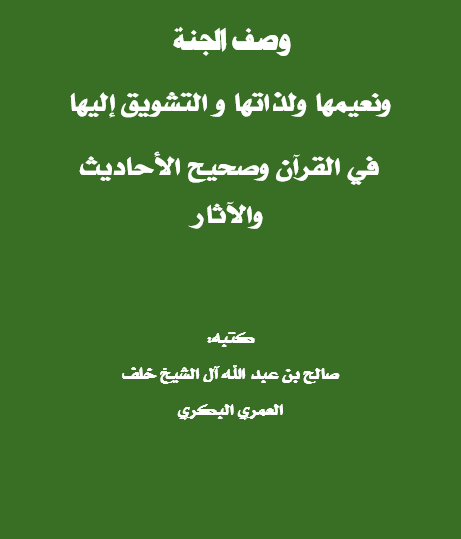 وصف الجنة
ونعيمها ولذاتها و التشويق إليها
في القرآن وصحيح الأحاديث
والآثار
كتبه:
صالح بن عبد الله آل الشيخ خلف
العمري البكري